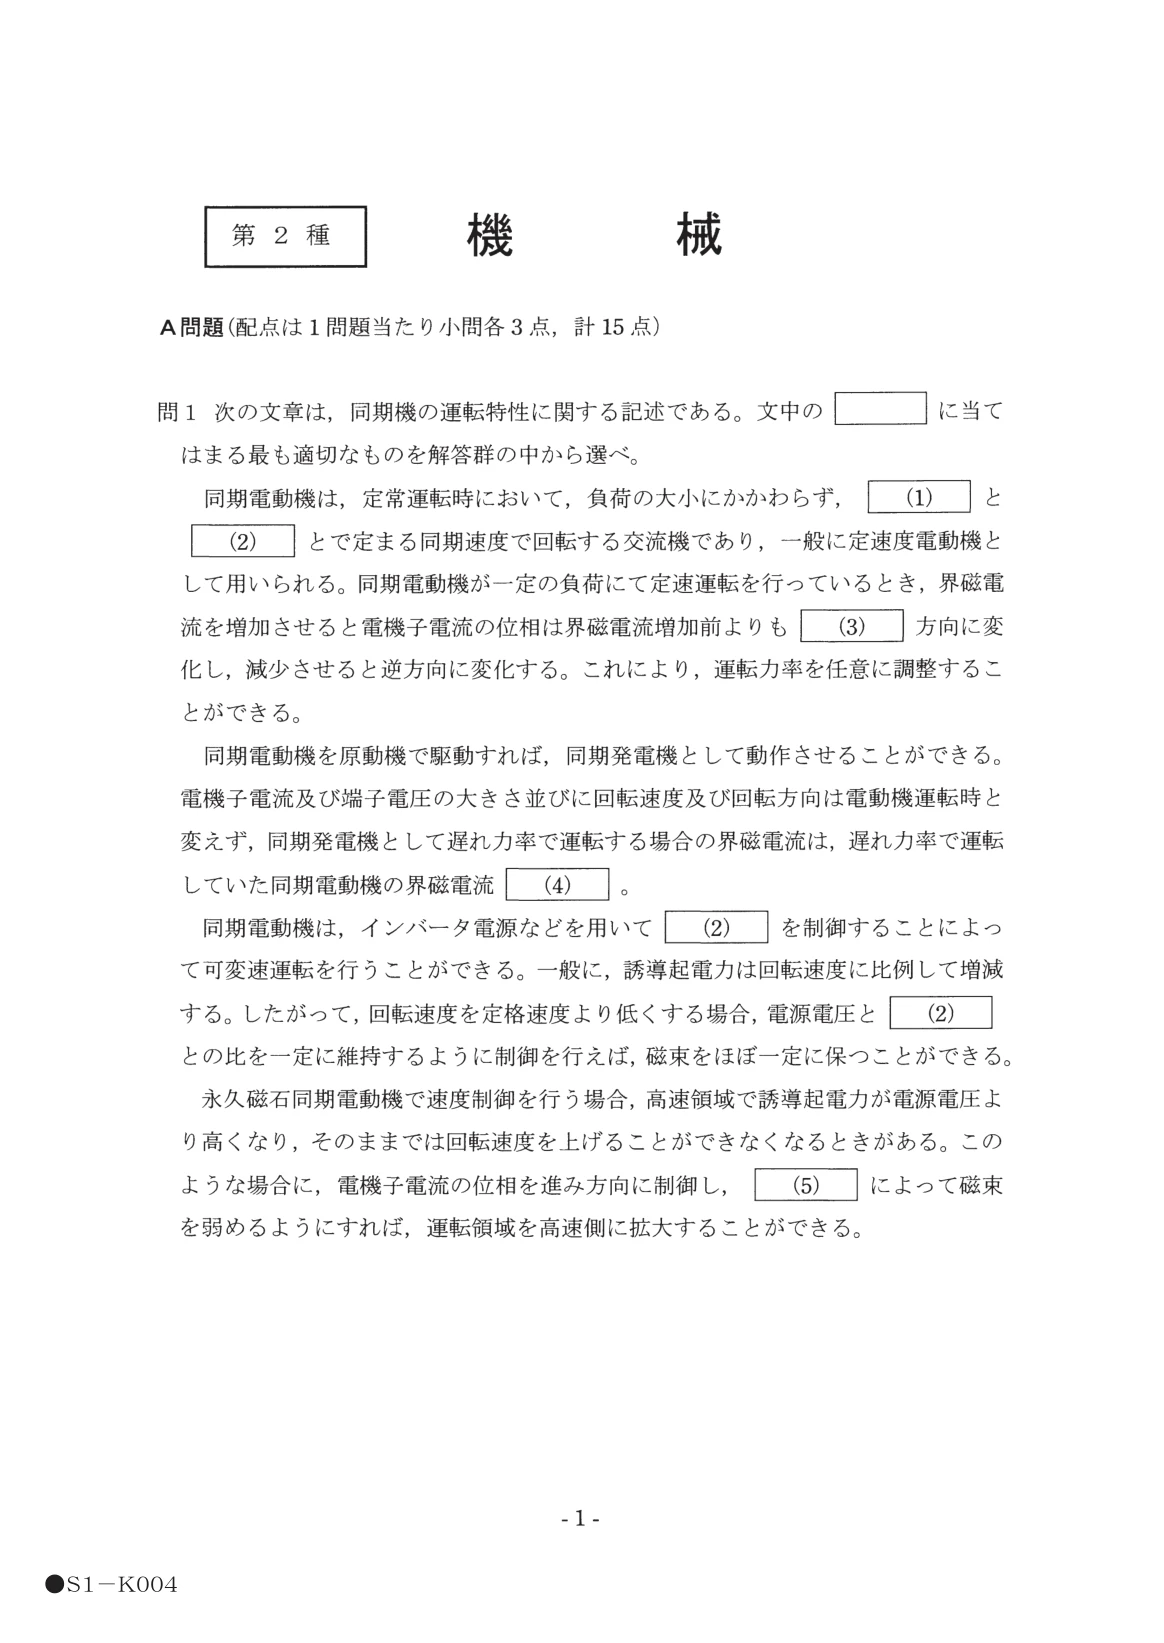 第 2 種
機 械
A問題(配点は1問題当たり小問各3点，計15点)
問1 次の文章は，同期機の運転特性に関する記述である。文中の に当て
はまる最も適切なものを解答群の中から選べ。
同期電動機は，定常運転時において，負荷の大小にかかわらず， (1) と
(2) とで定まる同期速度で回転する交流機であり，一般に定速度電動機と
して用いられる。同期電動機が一定の負荷にて定速運転を行っているとき，界磁電
流を増加させると電機子電流の位相は界磁電流増加前よりも (3) 方向に変
化し，減少させると逆方向に変化する。これにより，運転力率を任意に調整するこ
とができる。
同期電動機を原動機で駆動すれば，同期発電機として動作させることができる。
電機子電流及び端子電圧の大きさ並びに回転速度及び回転方向は電動機運転時と
変えず，同期発電機として遅れ力率で運転する場合の界磁電流は，遅れ力率で運転
していた同期電動機の界磁電流 (4) 。
同期電動機は，インバータ電源などを用いて (2) を制御することによっ
て可変速運転を行うことができる。一般に，誘導起電力は回転速度に比例して増減
する。したがって，回転速度を定格速度より低くする場合，電源電圧と (2)
との比を一定に維持するように制御を行えば，磁束をほぼ一定に保つことができる。
永久磁石同期電動機で速度制御を行う場合，高速領域で誘導起電力が電源電圧よ
り高くなり，そのままでは回転速度を上げることができなくなるときがある。この
ような場合に，電機子電流の位相を進み方向に制御し， (5) によって磁束
を弱めるようにすれば，運転領域を高速側に拡大することができる。
- 1 -
●S1－K004